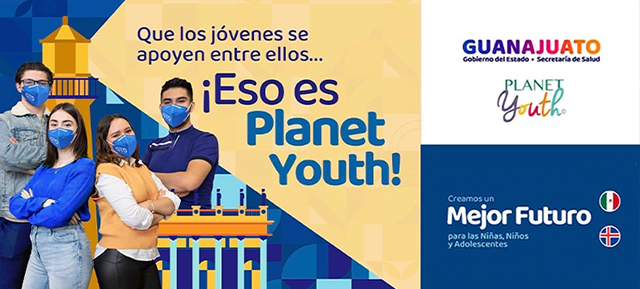 Que los jóvenes se
apoyen entre ellos...
¡Eso es
Planet
Youth!
GUANAJUATO
Gobierno del Estado • Secretaría de Salud
PLANET
Youth
Creamos un
Mejor Futuro
para las Niñas, Niños
y Adolescentes